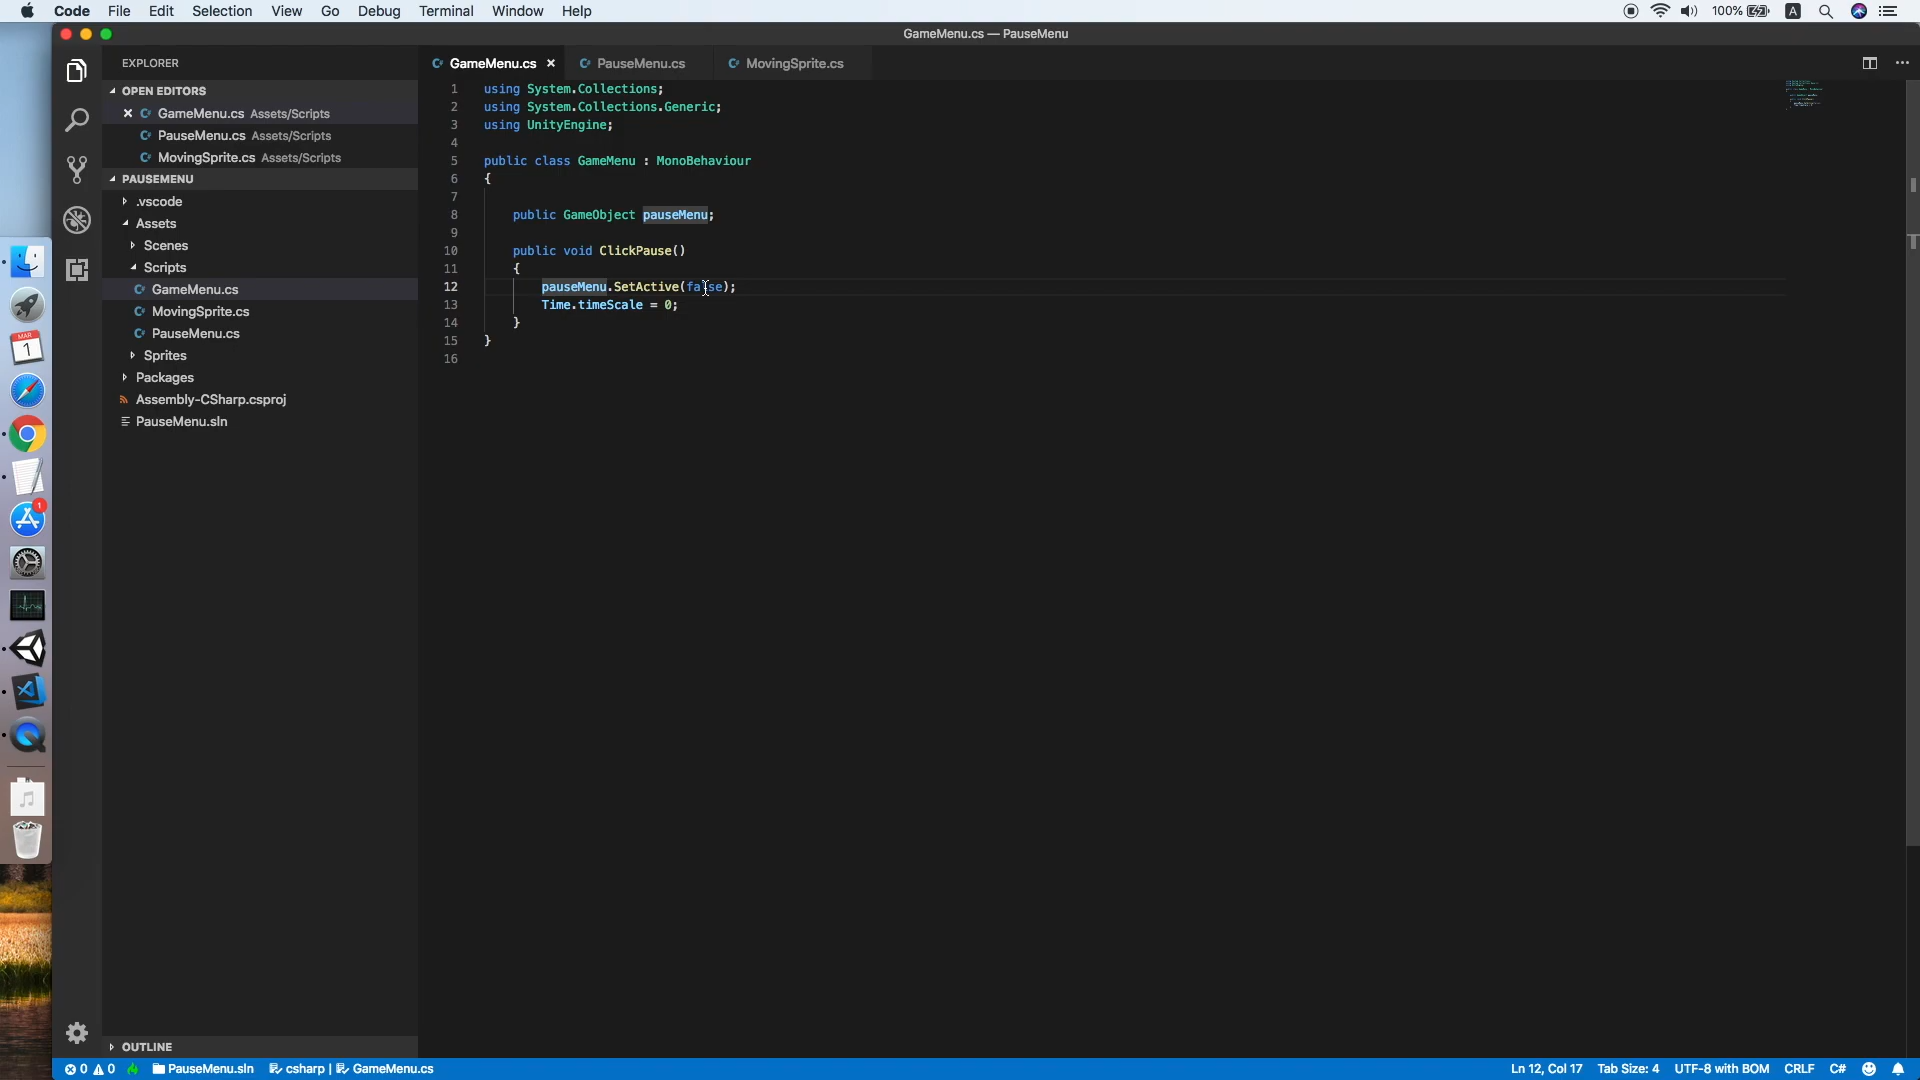 Code File Edit Selection View Go Debug Terminal Window Help
100%
A
GameMenu.cs — PauseMenu
EXPLORER
OPEN EDITORS
GameMenu.cs Assets/Scripts
PauseMenu.cs Assets/Scripts
MovingSprite.cs Assets/Scripts
PAUSEMENU
.vscode
Assets
Scenes
Scripts
GameMenu.cs
MovingSprite.cs
PauseMenu.cs
Sprites
Packages
Assembly-CSharp.csproj
PauseMenu.sln
OUTLINE
GameMenu.cs PauseMenu.cs MovingSprite.cs
1 using System.Collections;
2 using System.Collections.Generic;
3 using UnityEngine;
4
5 public class GameMenu : MonoBehaviour
6 {
7
8 public GameObject pauseMenu;
9
10 public void ClickPause()
11 {
12 pauseMenu.SetActive(false);
13 Time.timeScale = 0;
14 }
15 }
16
MAR
1
1
0 0 PauseMenu.sln csharp | GameMenu.cs
Ln 12, Col 17 Tab Size: 4 UTF-8 with BOM CRLF C#